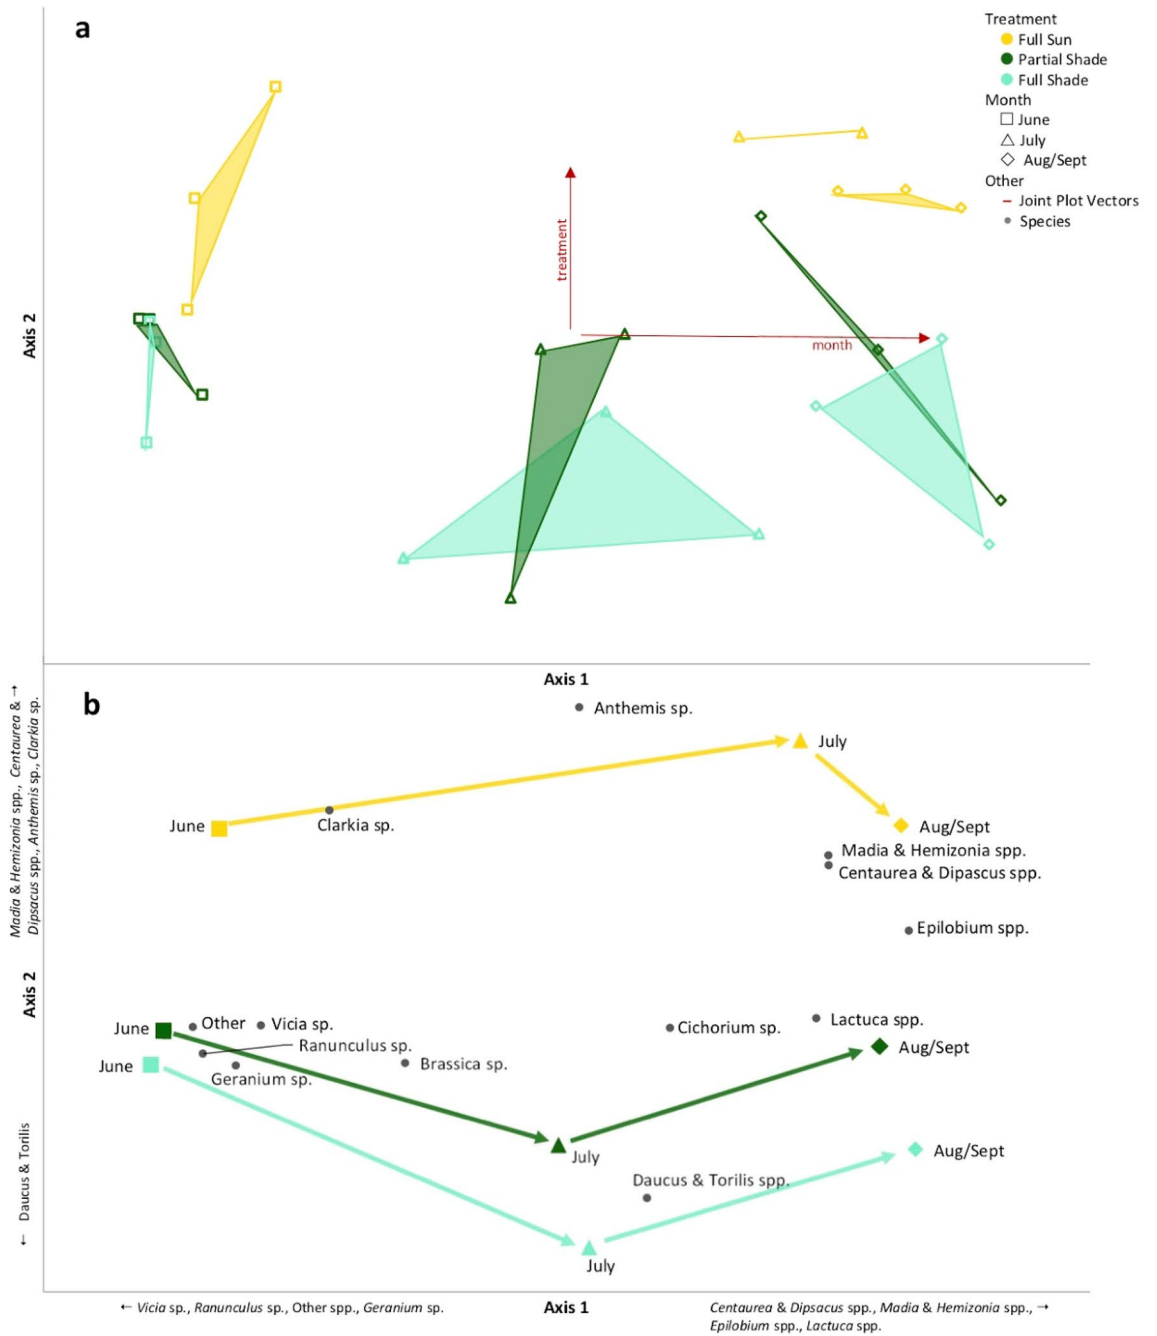 a
Treatment
Full Sun
Partial Shade
Full Shade
Month
June
July
Aug/Sept
Other
Joint Plot Vectors
Species
treatment
month
Axis 2
Axis 1
b
Anthemis sp.
July
June
Clarkia sp.
Aug/Sept
Madia & Hemizonia spp.
Centaurea & Dipascus spp.
Epilobium spp.
June
Other
Vicia sp.
Cichorium sp.
Lactuca spp.
Ranunculus sp.
Aug/Sept
June
Brassica sp.
Geranium sp.
July
Aug/Sept
Daucus & Torilis spp.
July
Madia & Hemizonia spp., Centaurea & →
Dipsacus spp., Anthemis sp., Clarkia sp.
Axis 2
← Daucus & Torilis
← Vicia sp., Ranunculus sp., Other spp., Geranium sp.
Axis 1
Centaurea & Dipsacus spp., Madia & Hemizonia spp., →
Epilobium spp., Lactuca spp.